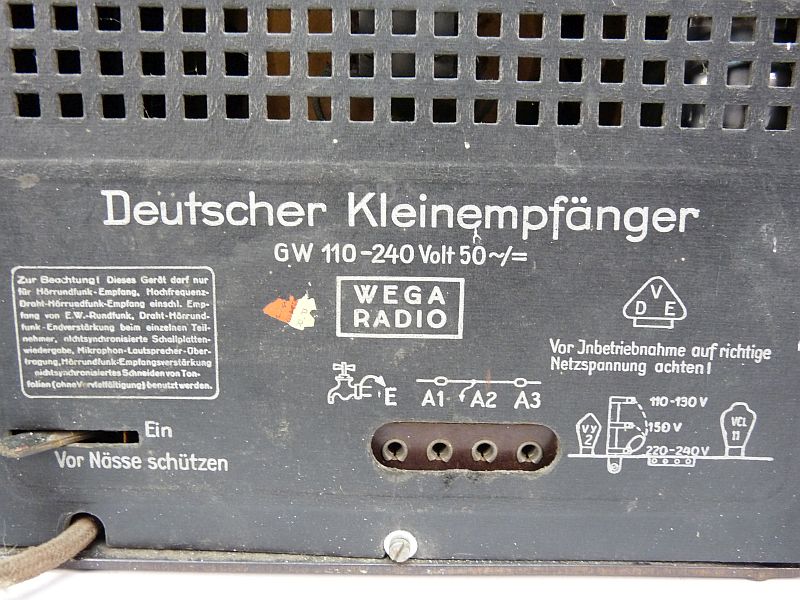 Deutscher Kleinempfänger
GW 110-240 Volt 50~/=
Zur Beachtung! Dieses Gerät darf nur
für Hörrundfunk-Empfang, Hochfrequenz-
Draht-Hörrundfunk-Empfang einschl. Emp-
fang von E.W.-Rundfunk, Draht-Hörrund-
funk-Endverstärkung beim einzelnen Teil-
nehmer, nichtsynchronisierte Schallplatten-
wiedergabe, Mikrophon-Lautsprecher-Über-
tragung, Hörrundfunk-Empfangsverstärkung
nichtsynchronisiertes Schneiden von Ton-
folien (ohne Vervielfältigung) benutzt werden.
WEGA
RADIO
VDE
Vor Jnbetriebnahme auf richtige
Netzspannung achten!
E A1 A2 A3
110-130 V
150 V
220-240 V
VY
2
VCL
11
Ein
Vor Nässe schützen